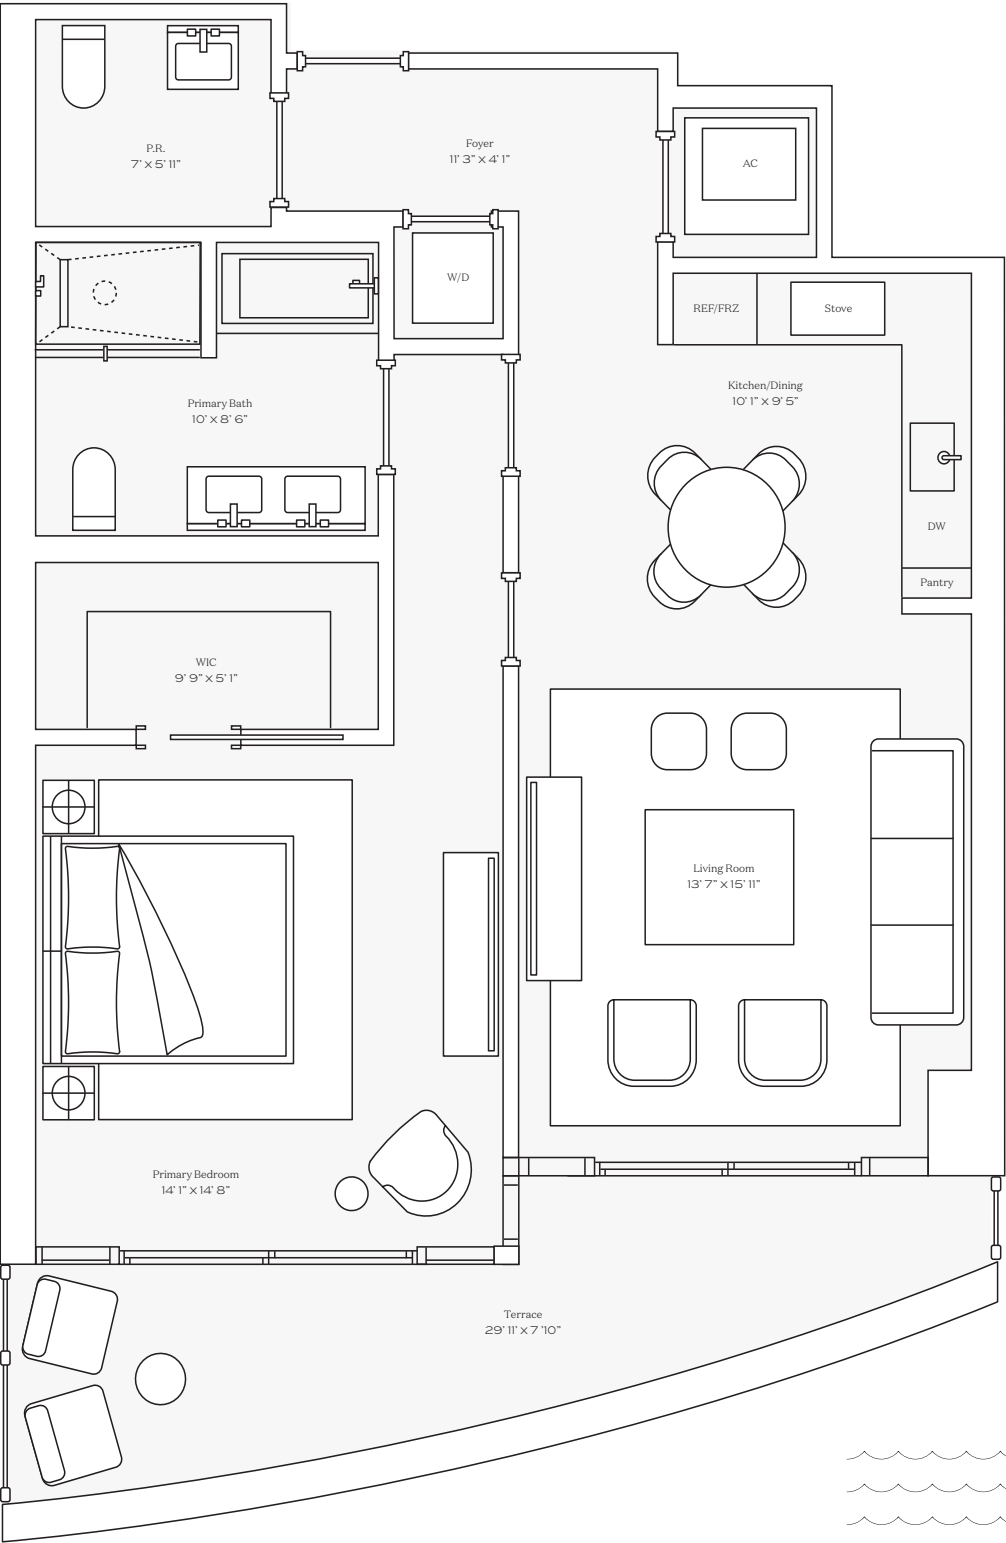 P.R.
7’ X 5’ 11”
Foyer
11’ 3” X 4’ 1”
AC
W/D
REF/FRZ
Stove
Kitchen/Dining
10’ 1” X 9’ 5”
Primary Bath
10’ X 8’ 6”
DW
Pantry
WIC
9’ 9” X 5’ 1”
Living Room
13’ 7” X 15’ 11”
Primary Bedroom
14’ 1” X 14’ 8”
Terrace
29’ 11’ X 7 ’10”